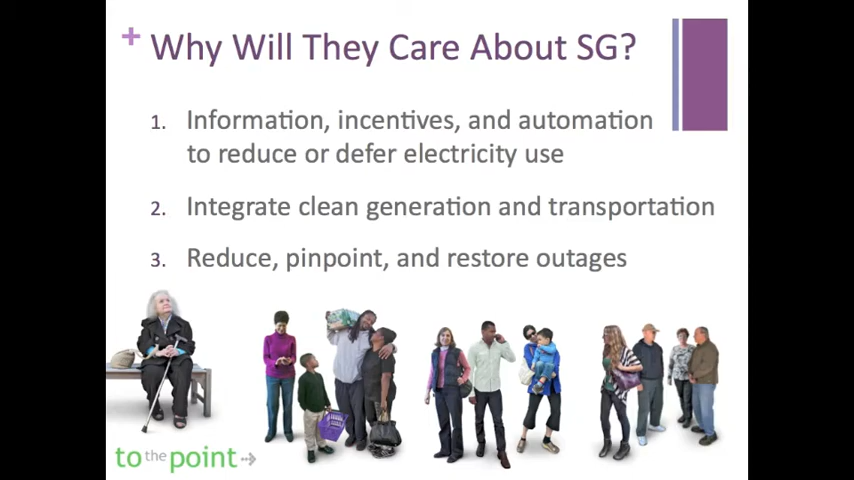 + Why Will They Care About SG?
1. Information, incentives, and automation
to reduce or defer electricity use
2. Integrate clean generation and transportation
3. Reduce, pinpoint, and restore outages
to the point